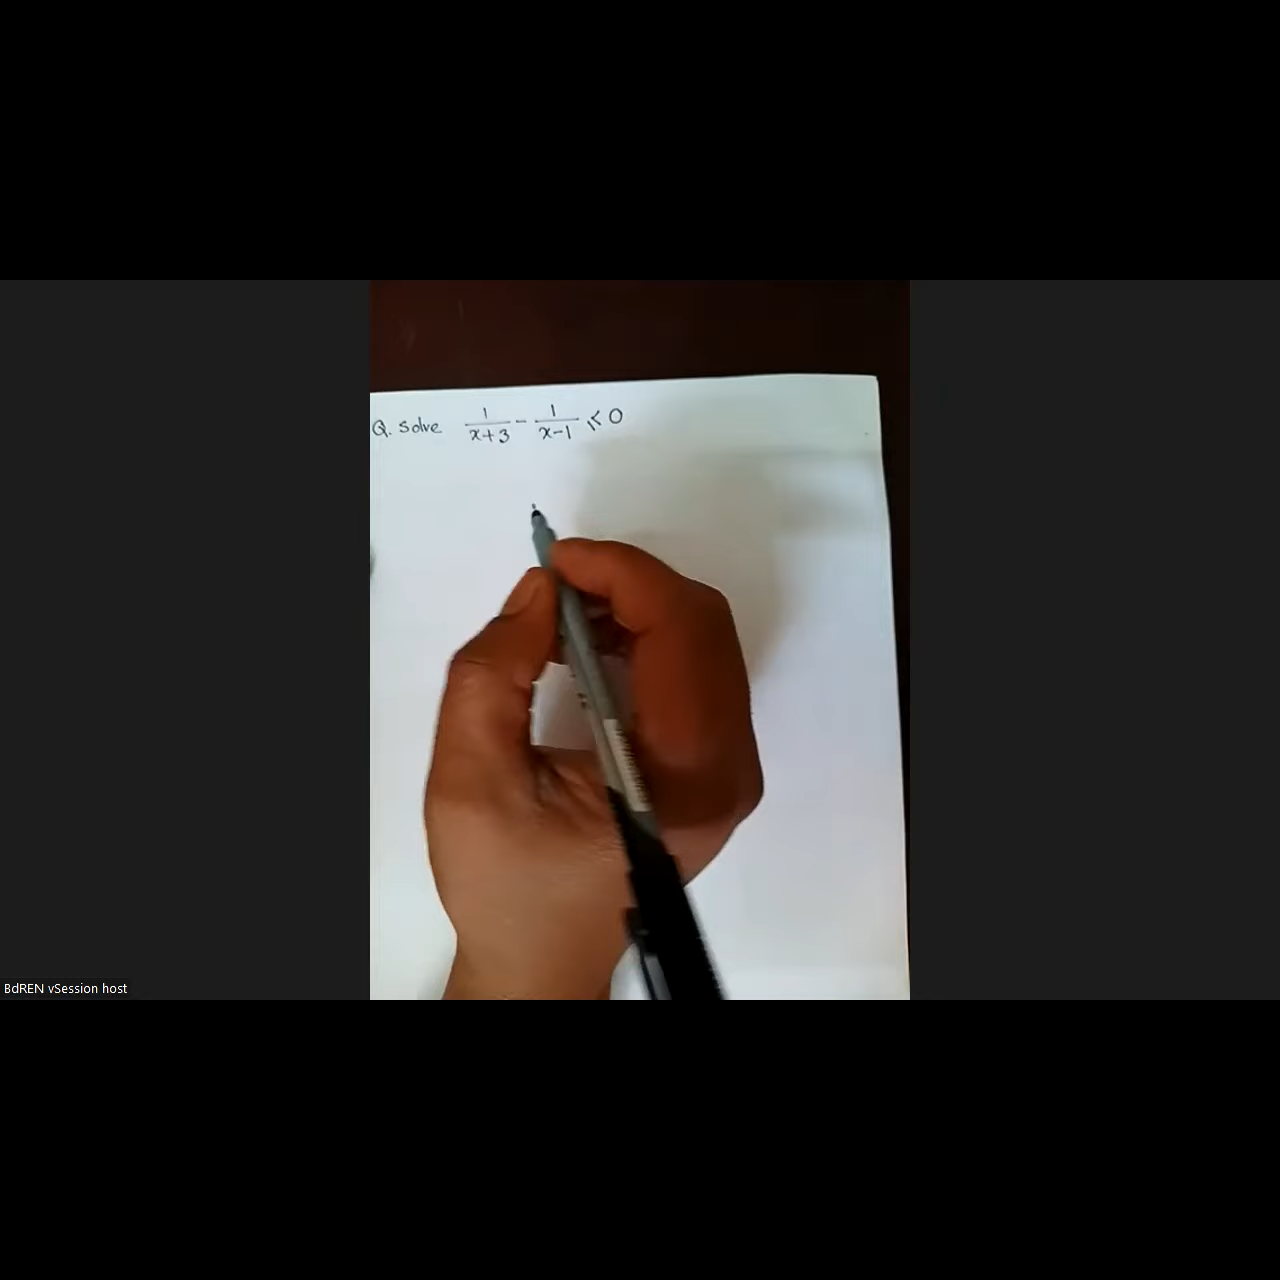 Q. Solve 1/(x+3) - 1/(x-1) ≤ 0
BdREN vSession host